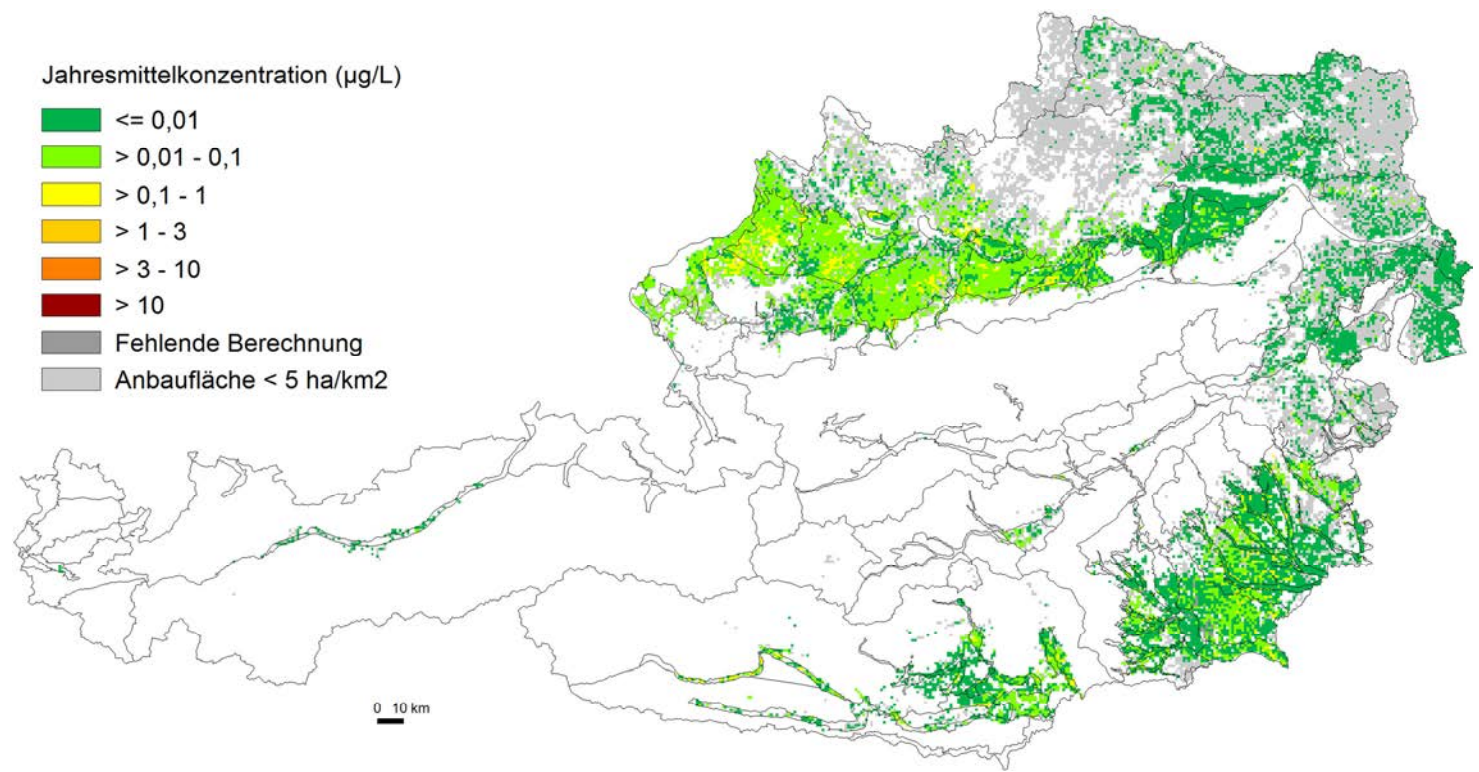 Jahresmittelkonzentration (µg/L)
<= 0,01
> 0,01 - 0,1
> 0,1 - 1
> 1 - 3
> 3 - 10
> 10
Fehlende Berechnung
Anbaufläche < 5 ha/km2
0 10 km